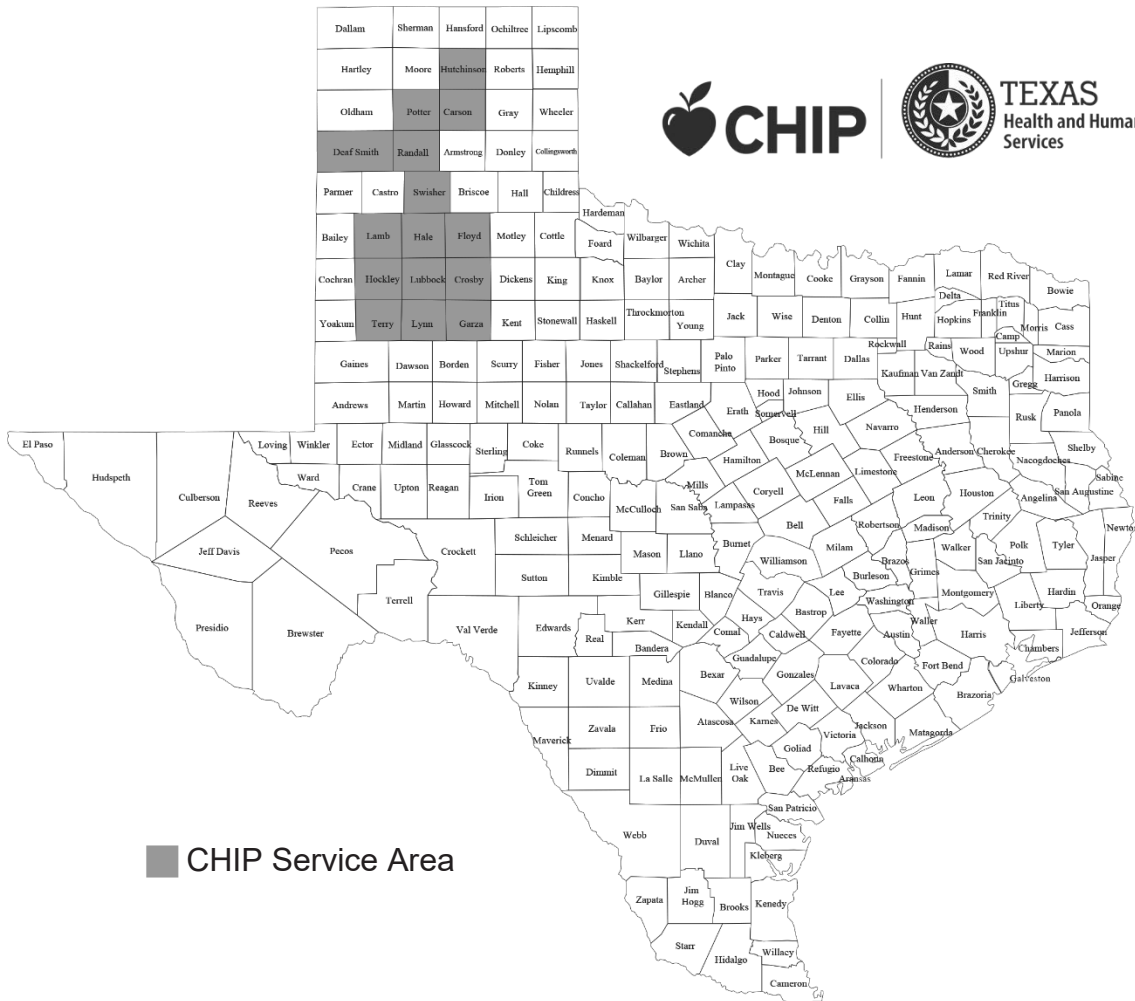 Dallam Sherman Hansford Ochiltree Lipscomb
Hartley Moore Hutchinson Roberts Hemphill
CHIP
TEXAS
Health and Human
Services
Oldham Potter Carson Gray Wheeler
Deaf Smith Randall Armstrong Donley Collingsworth
Parmer Castro Swisher Briscoe Hall Childress
Hardeman
Bailey Lamb Hale Floyd Motley Cottle Foard Wilbarger Wichita
Clay Montague Cooke Grayson Fannin Lamar Red River Bowie
Cochran Hockley Lubbock Crosby Dickens King Knox Baylor Archer
Delta Titus
Yoakum Terry Lynn Garza Kent Stonewall Haskell Throckmorton Young Jack Wise Denton Collin Hunt Hopkins Franklin Morris Cass
Camp
Rockwall Rains Wood Upshur Marion
Gaines Dawson Borden Scurry Fisher Jones Shackelford Stephens Palo Pinto Parker Tarrant Dallas Kaufman Van Zandt Gregg Harrison
Smith
Andrews Martin Howard Mitchell Nolan Taylor Callahan Eastland Erath Hood Johnson Ellis Henderson Rusk Panola
Somervell
El Paso Hudspeth Culberson Reeves Loving Winkler Ector Midland Glasscock Sterling Coke Runnels Coleman Brown Comanche Bosque Hill Navarro Shelby
Hamilton McLennan Limestone Freestone Anderson Cherokee Nacogdoches Sabine
Ward Crane Upton Reagan Irion Tom Green Concho McCulloch San Saba Mills Lampasas Coryell Falls Leon Houston Angelina San Augustine
Trinity Newton
Jeff Davis Pecos Crockett Schleicher Menard Mason Llano Burnet Bell Robertson Madison Walker Polk Tyler Jasper
Milam Brazos San Jacinto
Williamson Grimes
Terrell Sutton Kimble Gillespie Blanco Travis Lee Burleson Washington Montgomery Liberty Hardin Orange
Presidio Brewster Val Verde Edwards Real Kerr Kendall Comal Hays Caldwell Bastrop Fayette Austin Waller Harris Jefferson
Bandera Chambers
Guadalupe Colorado Fort Bend Galveston
Kinney Uvalde Medina Bexar Wilson Gonzales Lavaca Wharton Brazoria
Maverick Zavala Frio Atascosa Karnes De Witt Victoria Jackson Matagorda
Goliad Calhoun
Dimmit La Salle McMullen Live Oak Bee Refugio Aransas
San Patricio
Webb Duval Jim Wells Nueces
Kleberg
CHIP Service Area
Zapata Jim Hogg Brooks Kenedy
Starr Hidalgo Willacy
Cameron